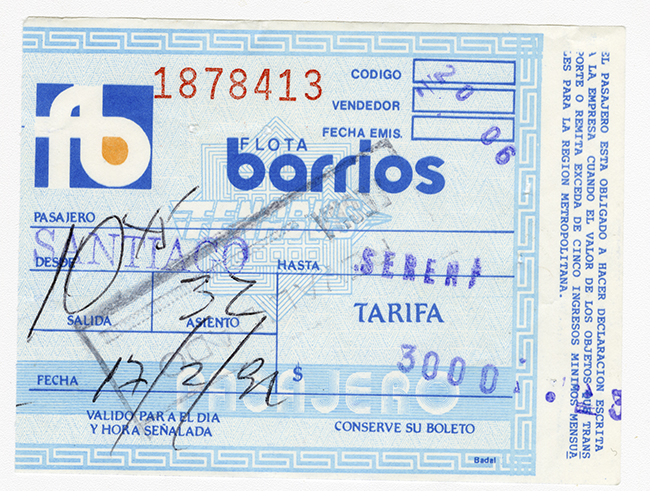 fb
1878413
CODIGO
VENDEDOR
FECHA EMIS.
20
06
FLOTA
barrios
PASAJERO
DESDE SANTIAGO
HASTA
SALIDA
ASIENTO 32
TARIFA
FECHA 17/2/92
$ 3000
PASAJERO
VALIDO PARA EL DIA
Y HORA SEÑALADA
CONSERVE SU BOLETO
Badal
EL PASAJERO ESTA OBLIGADO A HACER DECLARACION ESCRITA
A LA EMPRESA CUANDO EL VALOR DE LOS OBJETOS QUE TRANS
PORTE O REMITA EXCEDA DE CINCO INGRESOS MINIMOS MENSUA
LES PARA LA REGION METROPOLITANA.